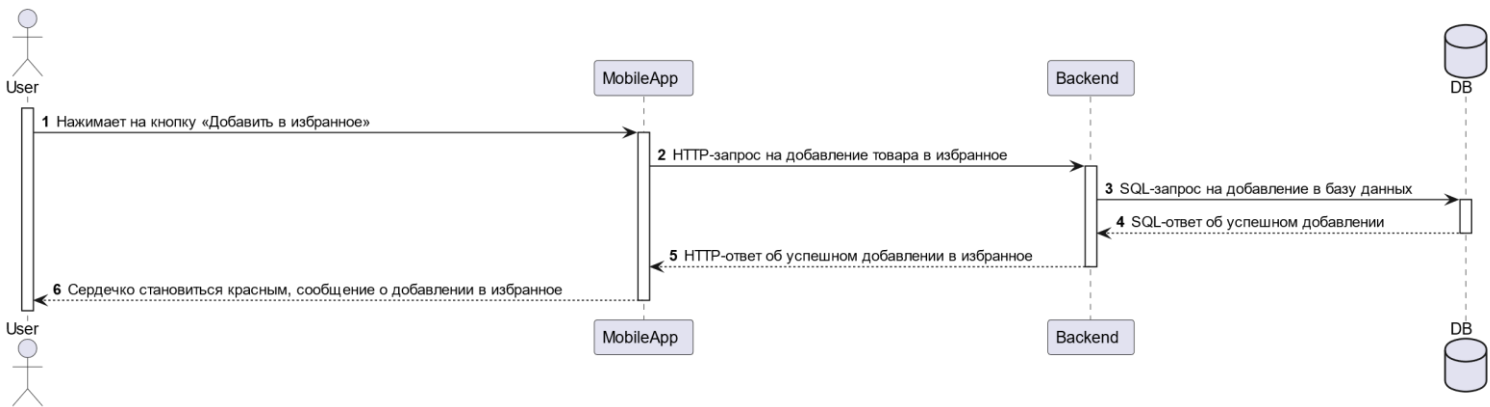 User
MobileApp
Backend
DB
1 Нажимает на кнопку «Добавить в избранное»
2 HTTP-запрос на добавление товара в избранное
3 SQL-запрос на добавление в базу данных
4 SQL-ответ об успешном добавлении
5 HTTP-ответ об успешном добавлении в избранное
6 Сердечко становиться красным, сообщение о добавлении в избранное
User
MobileApp
Backend
DB